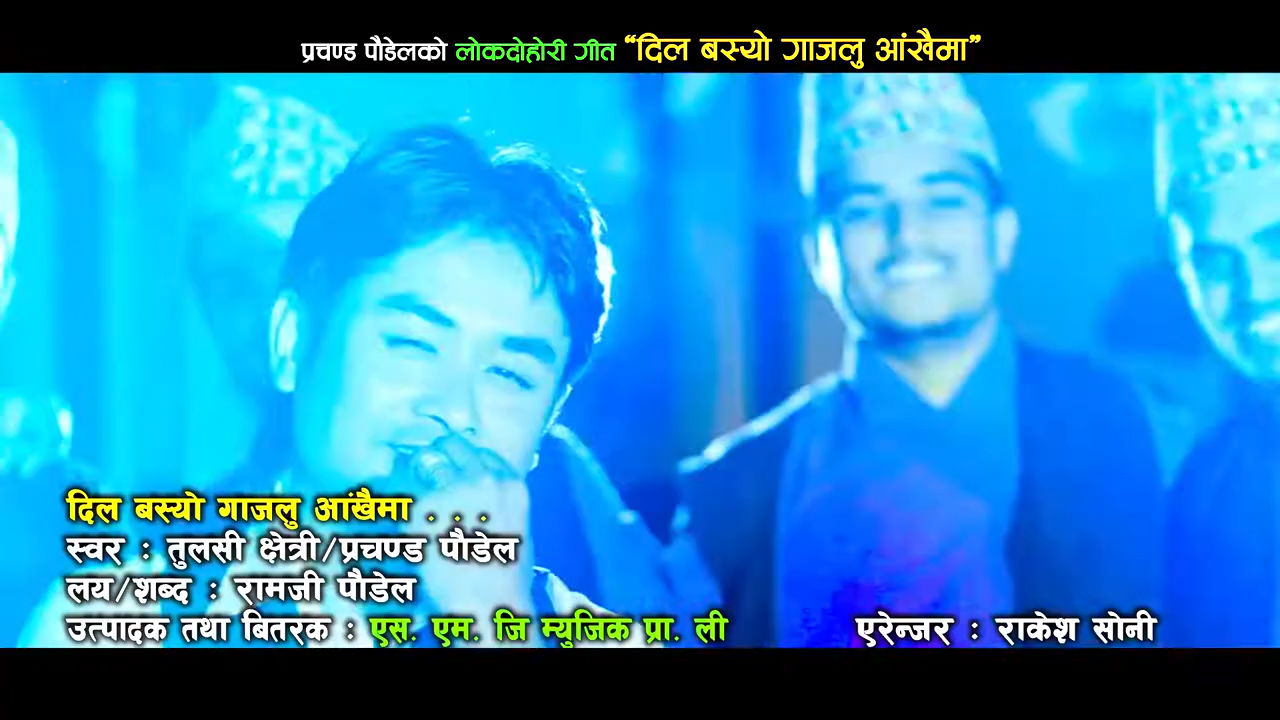 प्रचण्ड पौडेलको लोकदोहोरी गीत “दिल बस्यो गाजलु आंखैमा”
दिल बस्यो गाजलु आंखैमा . . .
स्वर : तुलसी क्षेत्री/प्रचण्ड पौडेल
लय/शब्द : रामजी पौडेल
उत्पादक तथा बितरक : एस. एम. जि म्युजिक प्रा. ली
एरेन्जर : राकेश सोनी